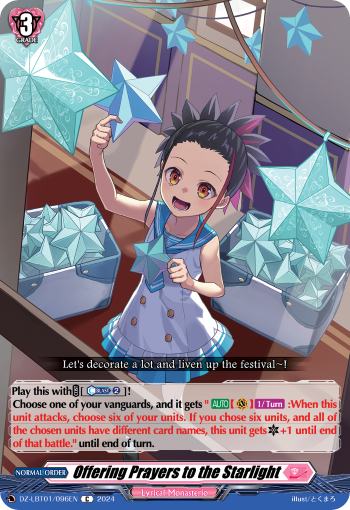 3
GRADE
Let's decorate a lot and liven up the festival~!
Play this with [BLAST 2]!
Choose one of your vanguards, and it gets "AUTO [ ] 1/Turn :When this
unit attacks, choose six of your units. If you chose six units, and all of
the chosen units have different card names, this unit gets +1 until end
of that battle." until end of turn.
NORMAL ORDER Offering Prayers to the Starlight
Lyrical Monasterio
DZ-LBT01/096EN C 2024 illust/とくまろ